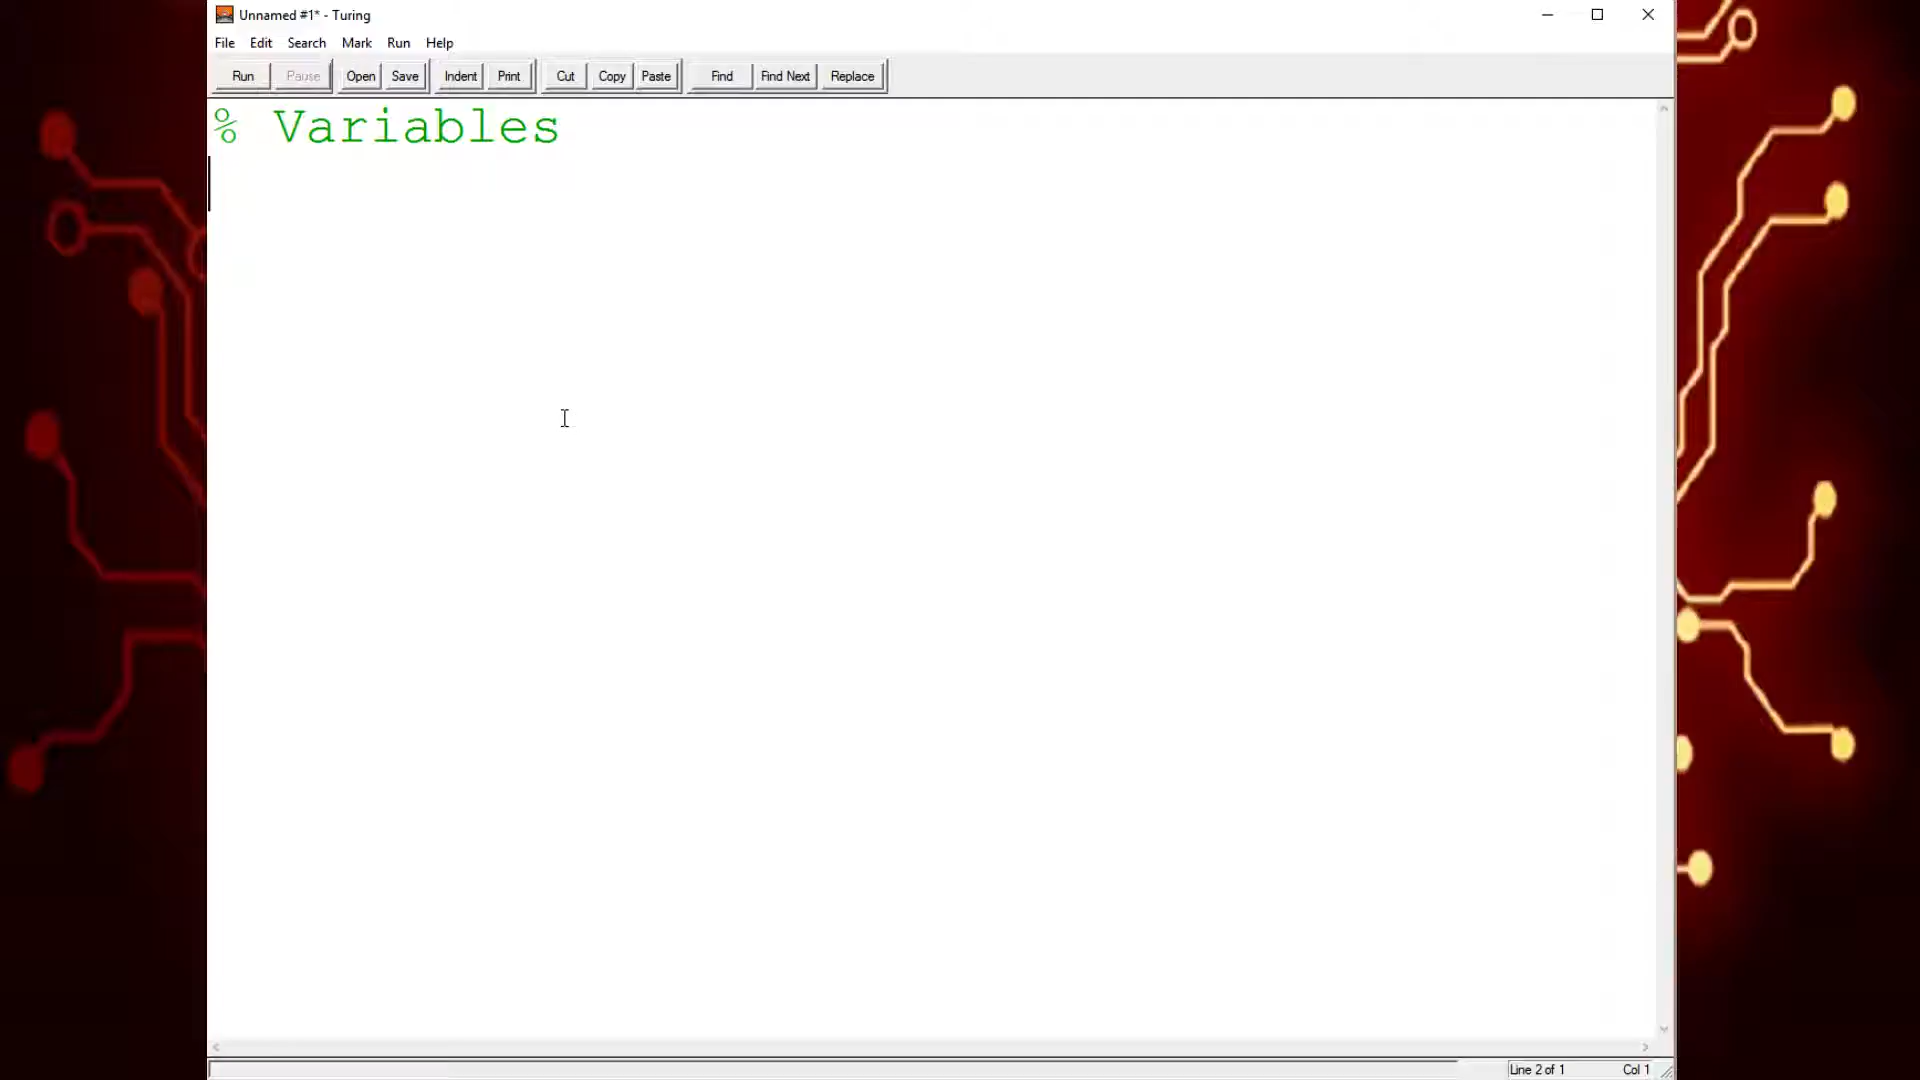 Unnamed #1* - Turing
File Edit Search Mark Run Help
Run Pause Open Save Indent Print Cut Copy Paste Find Find Next Replace
% Variables
Line 2 of 1 Col 1